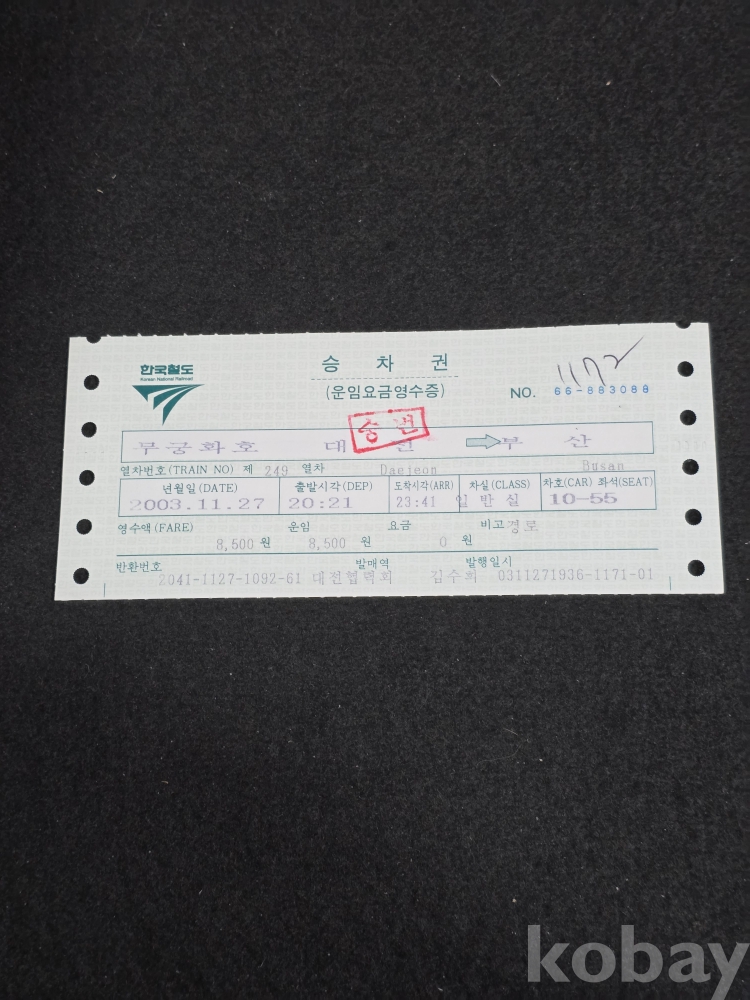 한국철도
Korean National Railroad
승 차 권
(운임요금영수증)
1172
NO. 66-883088
승변
무궁화호 대 전 ⇒ 부 산
열차번호(TRAIN NO) 제 249 열차 Daejeon Busan
년월일(DATE) 출발시각(DEP) 도착시각(ARR) 차실(CLASS) 차호(CAR) 좌석(SEAT)
2003.11.27 20:21 23:41 일 반 실 10-55
영수액(FARE) 운임 요금 비고 경로
8,500 원 8,500 원 0 원
반환번호 발매역 발행일시
2041-1127-1092-61 대전협력회 김수희 0311271936-1171-01
kobay